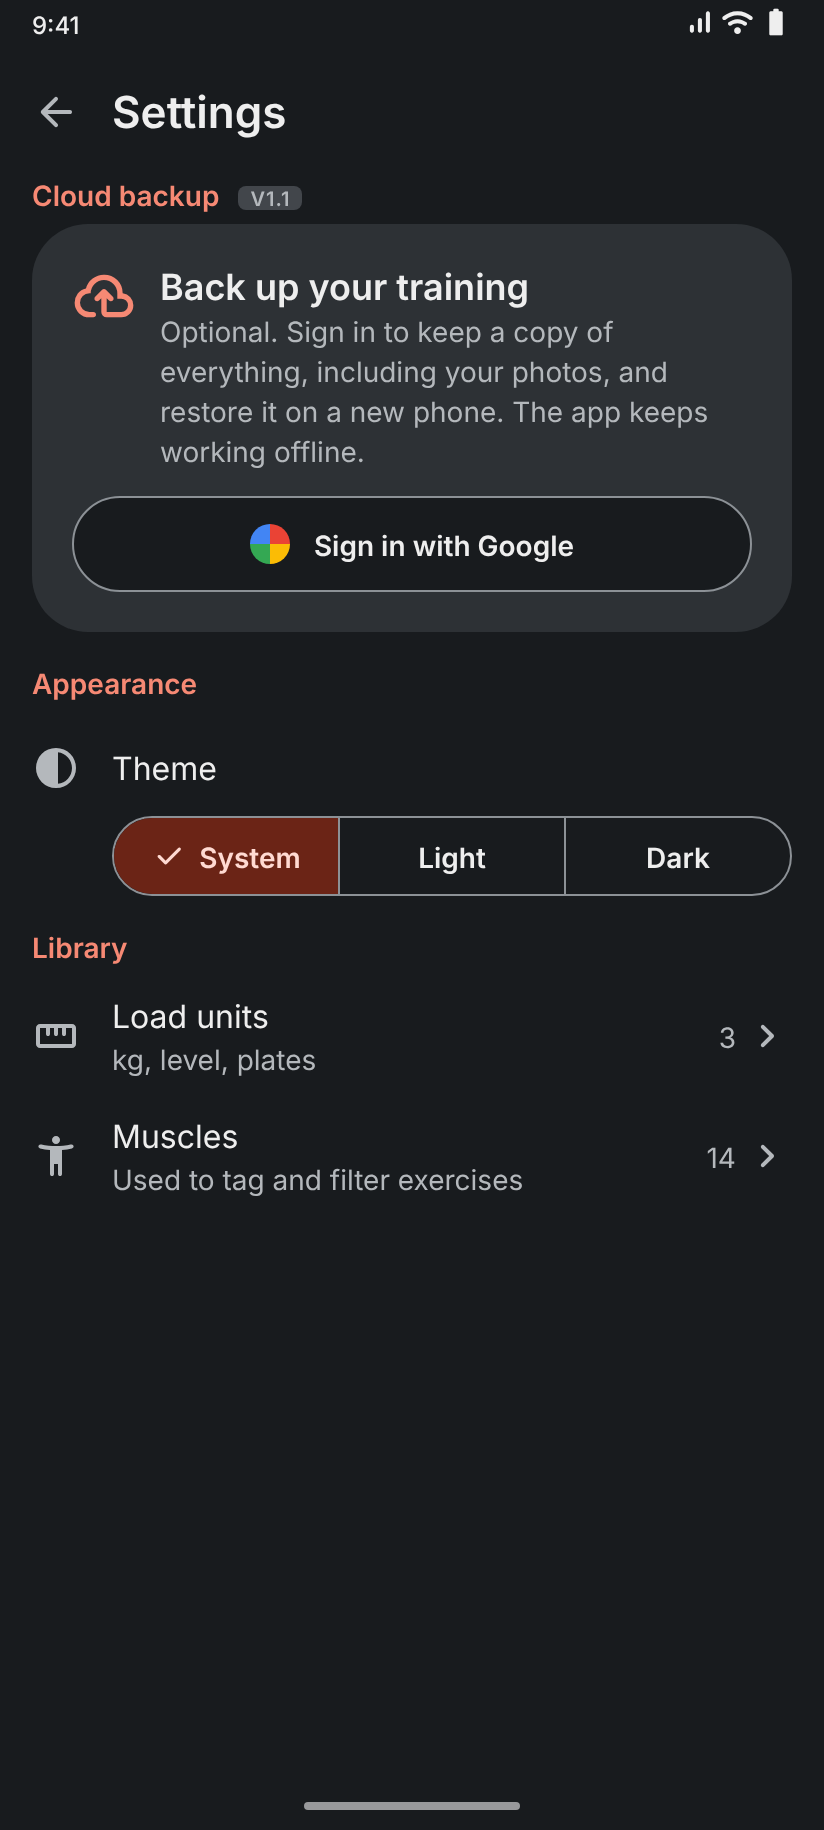 9:41
Settings
Cloud backup V1.1
Back up your training
Optional. Sign in to keep a copy of
everything, including your photos, and
restore it on a new phone. The app keeps
working offline.
Sign in with Google
Appearance
Theme
System Light Dark
Library
Load units
kg, level, plates
3
Muscles
Used to tag and filter exercises
14